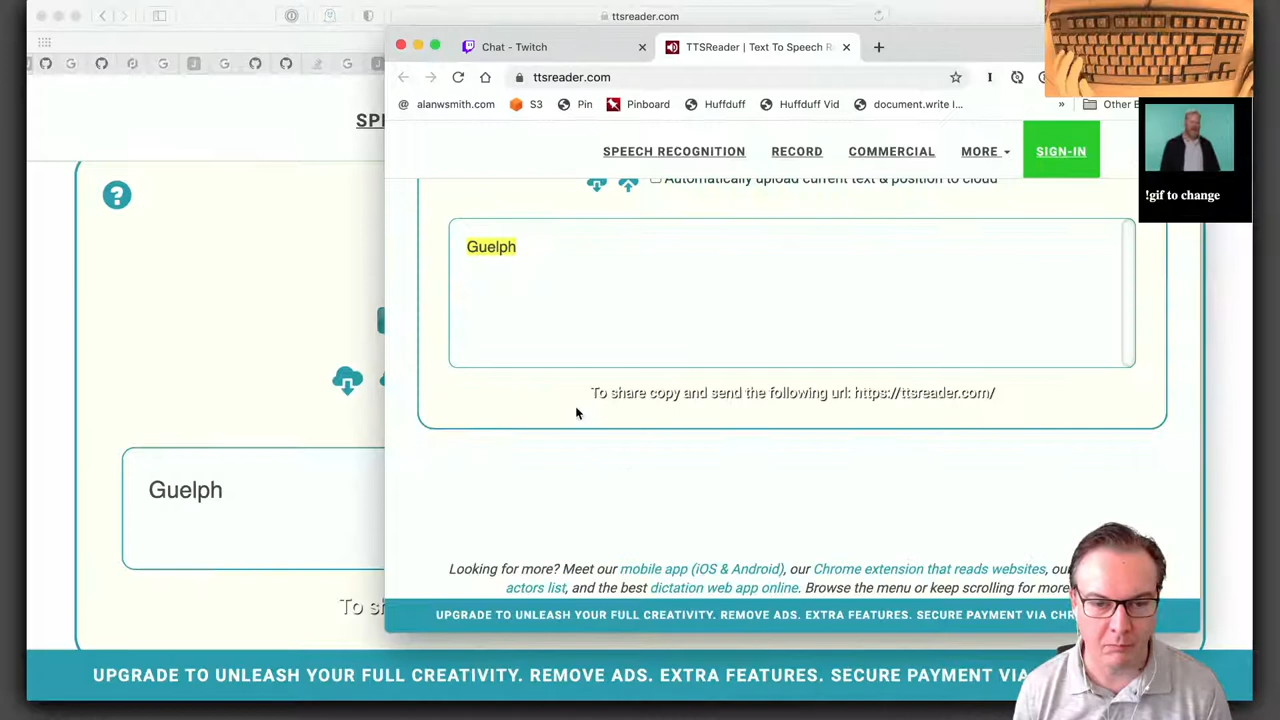 ttsreader.com
Chat - Twitch
TTSReader | Text To Speech R
ttsreader.com
alanwsmith.com
S3
Pin
Pinboard
Huffduff
Huffduff Vid
document.write I...
»
Other
SPE
SPEECH RECOGNITION
RECORD
COMMERCIAL
MORE
SIGN-IN
!gif to change
Automatically upload current text & position to cloud
Guelph
To share copy and send the following url: https://ttsreader.com/
Guelph
To sh
Looking for more? Meet our mobile app (iOS & Android), our Chrome extension that reads websites, our
actors list, and the best dictation web app online. Browse the menu or keep scrolling for more
UPGRADE TO UNLEASH YOUR FULL CREATIVITY. REMOVE ADS. EXTRA FEATURES. SECURE PAYMENT VIA CHR
UPGRADE TO UNLEASH YOUR FULL CREATIVITY. REMOVE ADS. EXTRA FEATURES. SECURE PAYMENT VIA